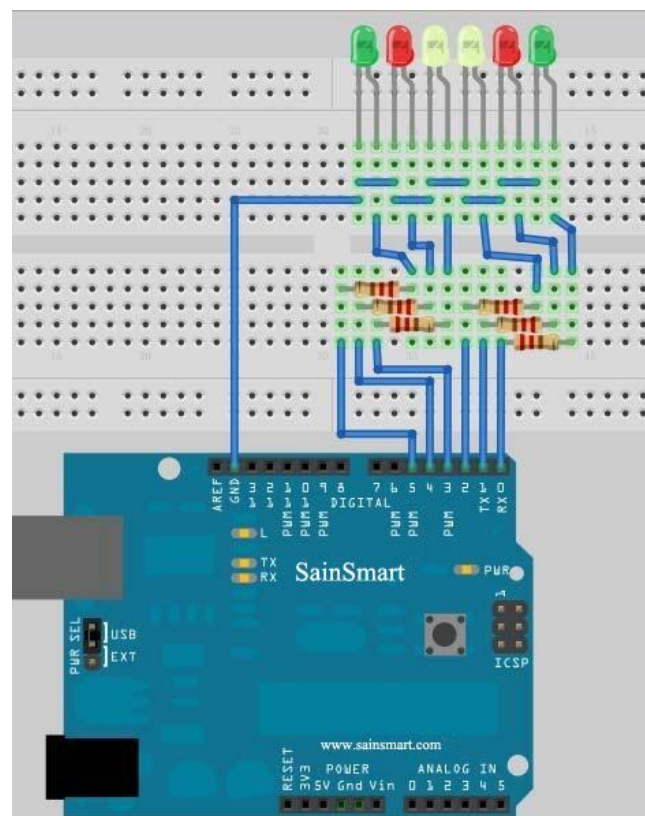 15 20 25 30 45
15 20 45
AREF
GND
13
12
PWM 11
PWM 10
PWM 9
8
7
PWM 6
PWM 5
4
PWM 3
2
TX 1
RX 0
DIGITAL
L
TX
RX
SainSmart
PWR
1
ICSP
PWR SEL
USB
EXT
www.sainsmart.com
RESET
3V3
5V Gnd Vin
POWER
ANALOG IN
0 1 2 3 4 5